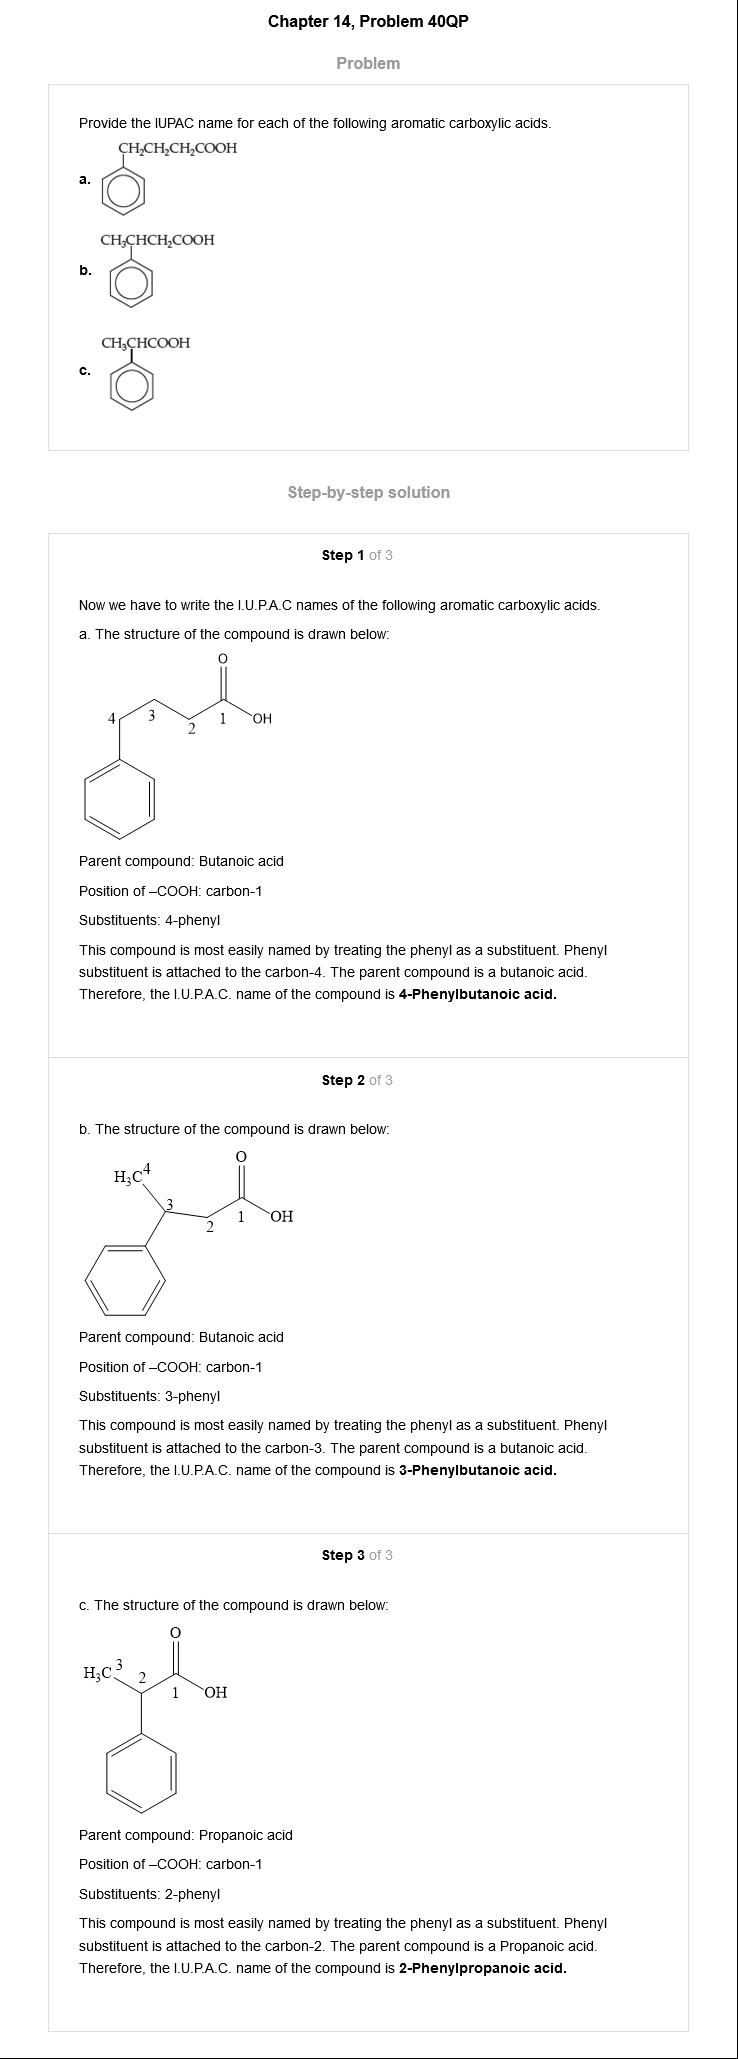 Chapter 14, Problem 40QP
Problem
Provide the IUPAC name for each of the following aromatic carboxylic acids.
CH₂CH₂CH₂COOH
a.
CH₃CHCH₂COOH
b.
CH₃CHCOOH
c.
Step-by-step solution
Step 1 of 3
Now we have to write the I.U.P.A.C names of the following aromatic carboxylic acids.
a. The structure of the compound is drawn below:
O
4 3 2 1 OH
Parent compound: Butanoic acid
Position of –COOH: carbon-1
Substituents: 4-phenyl
This compound is most easily named by treating the phenyl as a substituent. Phenyl
substituent is attached to the carbon-4. The parent compound is a butanoic acid.
Therefore, the I.U.P.A.C. name of the compound is 4-Phenylbutanoic acid.
Step 2 of 3
b. The structure of the compound is drawn below:
O
H₃C 4
3
2 1 OH
Parent compound: Butanoic acid
Position of –COOH: carbon-1
Substituents: 3-phenyl
This compound is most easily named by treating the phenyl as a substituent. Phenyl
substituent is attached to the carbon-3. The parent compound is a butanoic acid.
Therefore, the I.U.P.A.C. name of the compound is 3-Phenylbutanoic acid.
Step 3 of 3
c. The structure of the compound is drawn below:
O
H₃C 3 2
1 OH
Parent compound: Propanoic acid
Position of –COOH: carbon-1
Substituents: 2-phenyl
This compound is most easily named by treating the phenyl as a substituent. Phenyl
substituent is attached to the carbon-2. The parent compound is a Propanoic acid.
Therefore, the I.U.P.A.C. name of the compound is 2-Phenylpropanoic acid.